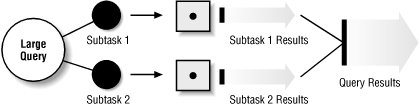 Large
Query
Subtask 1
Subtask 1 Results
Subtask 2
Subtask 2 Results
Query Results